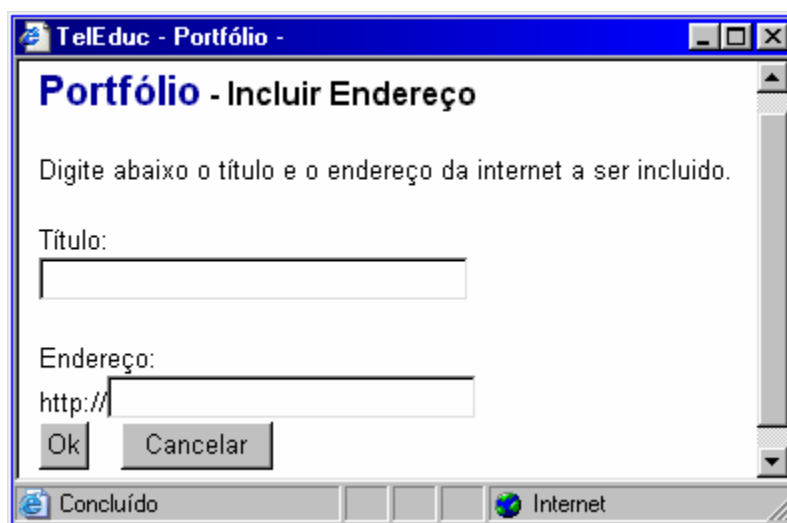 TelEduc - Portfólio -
Portfólio - Incluir Endereço
Digite abaixo o título e o endereço da internet a ser incluido.
Título:
Endereço:
http://
Ok Cancelar
Concluído Internet